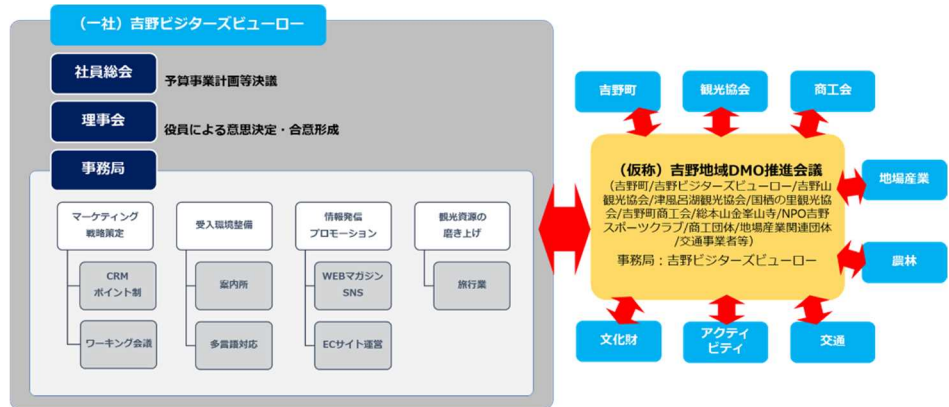 （一社）吉野ビジターズビューロー
社員総会
予算事業計画等決議
理事会
役員による意思決定・合意形成
事務局
マーケティング
戦略策定
CRM
ポイント制
ワーキング会議
受入環境整備
案内所
多言語対応
情報発信
プロモーション
WEBマガジン
SNS
ECサイト運営
観光資源の
磨き上げ
旅行業
吉野町
観光協会
商工会
（仮称）吉野地域DMO推進会議
（吉野町/吉野ビジターズビューロー/吉野山
観光協会/津風呂湖観光協会/国栖の里観光協
会/吉野町商工会/総本山金峯山寺/NPO吉野
スポーツクラブ/商工団体/地場産業関連団体
/交通事業者等）
事務局：吉野ビジターズビューロー
地場産業
農林
文化財
アクティ
ビティ
交通